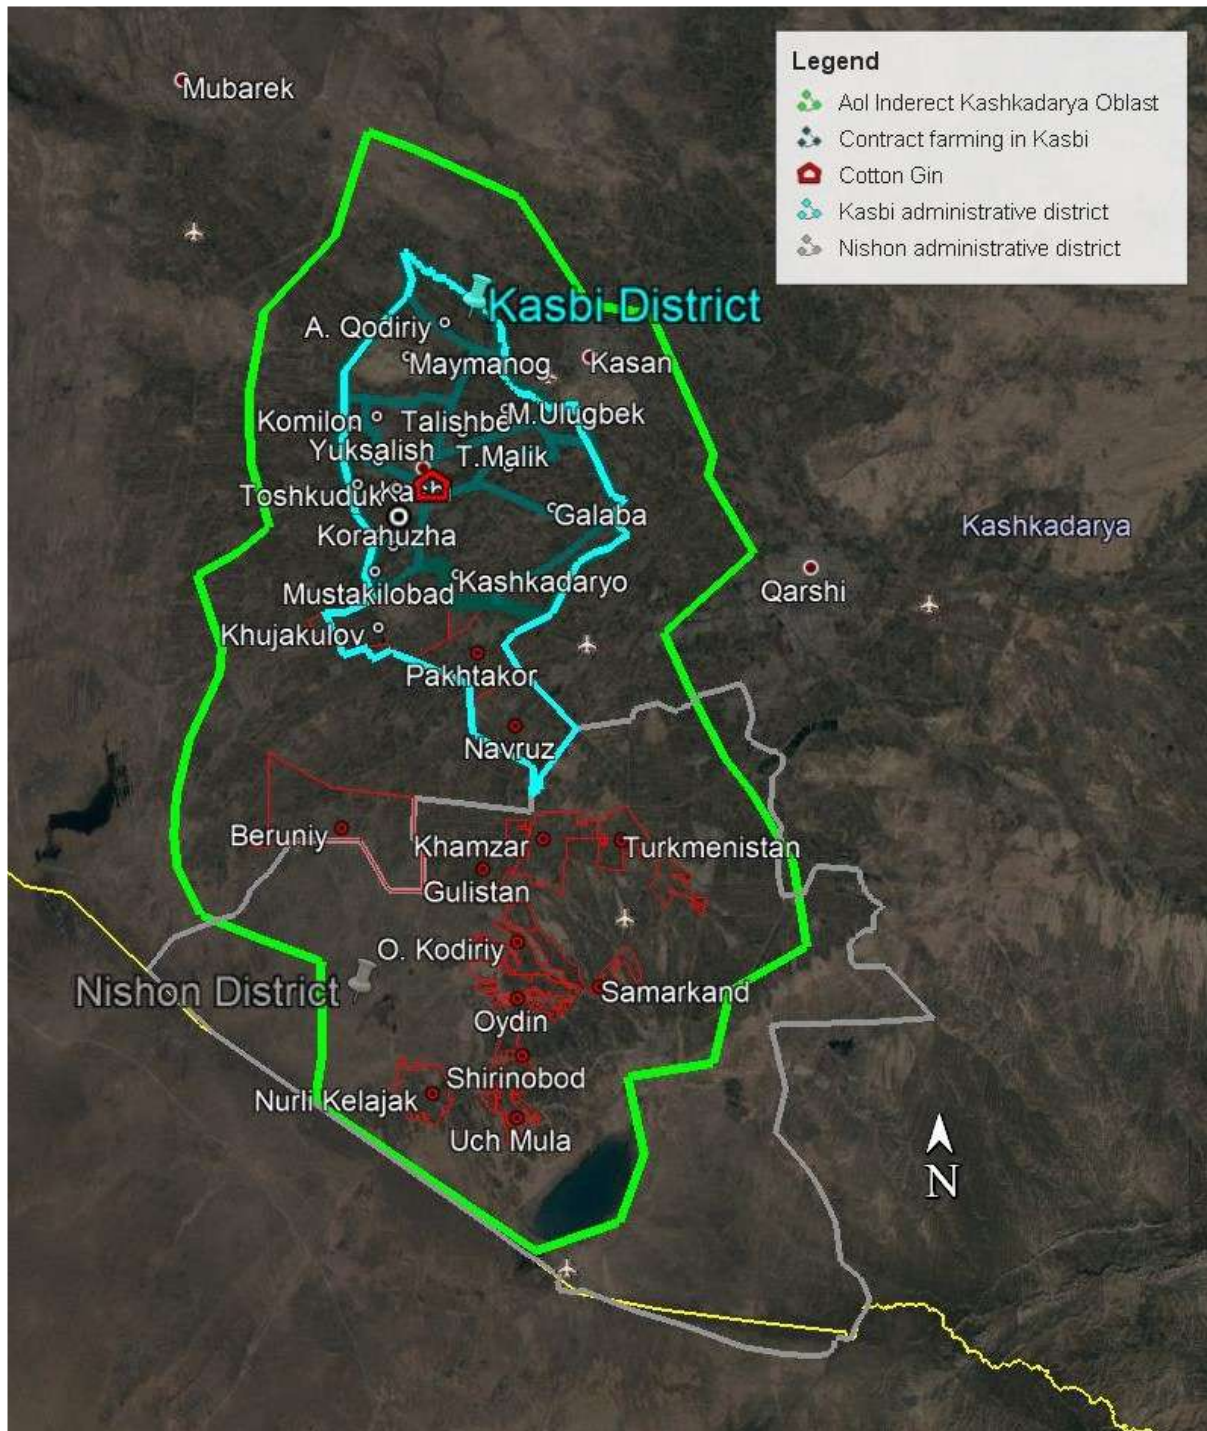 Legend
AoI Inderect Kashkadarya Oblast
Contract farming in Kasbi
Cotton Gin
Kasbi administrative district
Nishon administrative district
Mubarek
Kasbi District
A. Qodiriy
Maymanog
Kasan
Komilon
Talishbe
M.Ulugbek
Yuksalish
T.Malik
Toshkuduk
Galaba
Korahuzha
Kashkadarya
Mustakilobad
Kashkadaryo
Qarshi
Khujakulov
Pakhtakor
Navruz
Beruniy
Khamzar
Turkmenistan
Gulistan
O. Kodiriy
Nishon District
Samarkand
Oydin
Shirinobod
Nurli Kelajak
Uch Mula
N